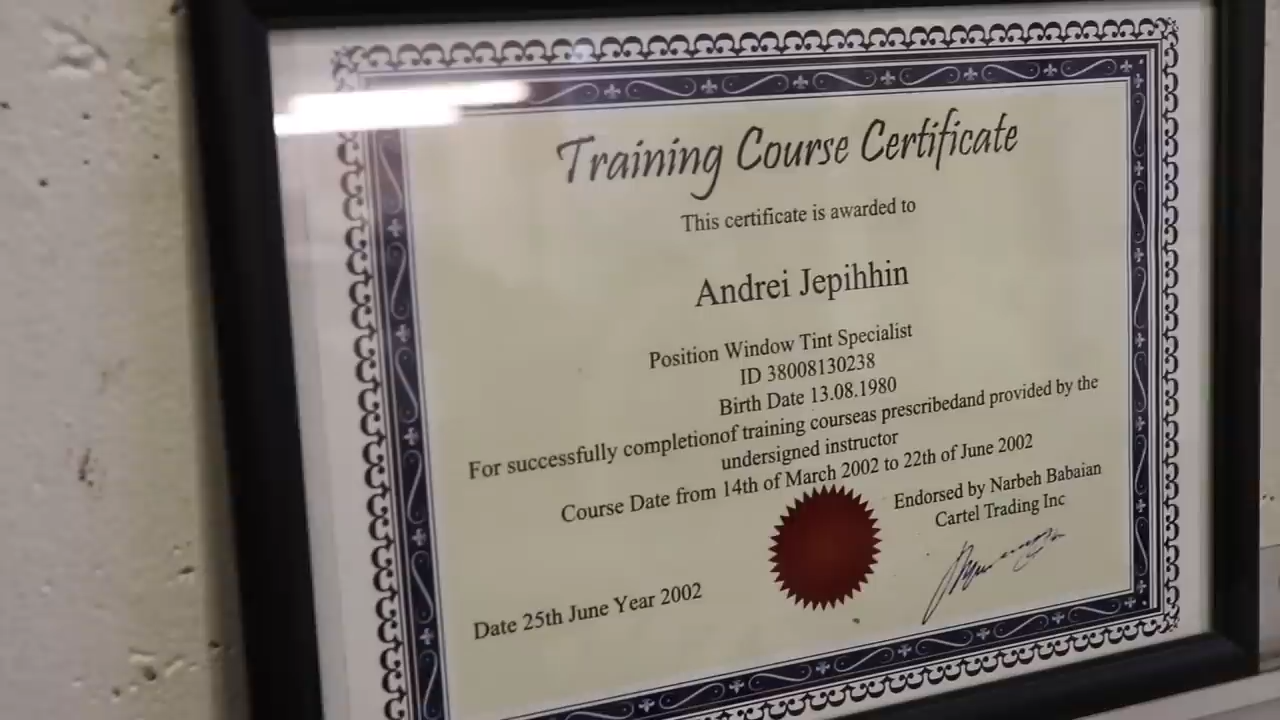 Training Course Certificate
This certificate is awarded to
Andrei Jepihhin
Position Window Tint Specialist
ID 38008130238
Birth Date 13.08.1980
For successfully completionof training courseas prescribedand provided by the
undersigned instructor
Course Date from 14th of March 2002 to 22th of June 2002
Endorsed by Narbeh Babaian
Cartel Trading Inc
Date 25th June Year 2002